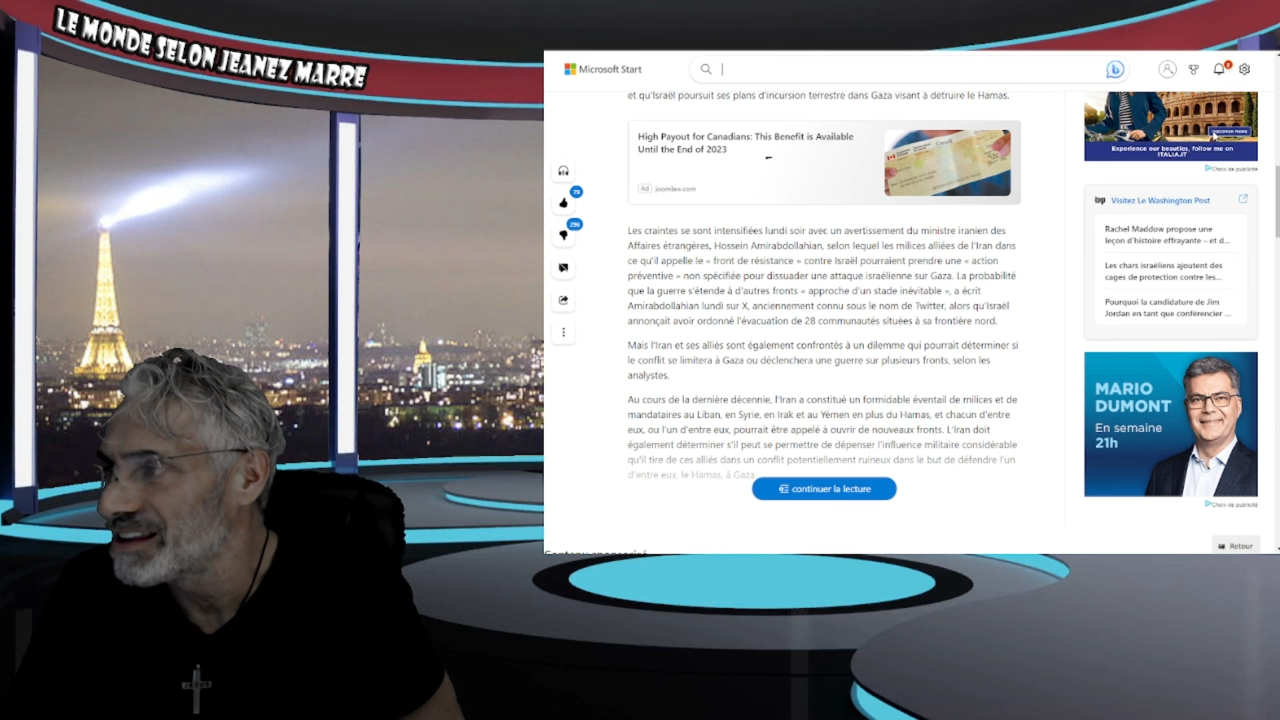 LE MONDE SELON JEANEZ MARRE
Microsoft Start
8
et qu'Israël poursuit ses plans d'incursion terrestre dans Gaza visant à détruire le Hamas.
High Payout for Canadians: This Benefit is Available
Until the End of 2023
Ad joomlaw.com
79
296
Les craintes se sont intensifiées lundi soir avec un avertissement du ministre iranien des
Affaires étrangères, Hossein Amirabdollahian, selon lequel les milices alliées de l'Iran dans
ce qu'il appelle le « front de résistance » contre Israël pourraient prendre une « action
préventive » non spécifiée pour dissuader une attaque israélienne sur Gaza. La probabilité
que la guerre s'étende à d'autres fronts « approche d'un stade inévitable », a écrit
Amirabdollahian lundi sur X, anciennement connu sous le nom de Twitter, alors qu'Israël
annonçait avoir ordonné l'évacuation de 28 communautés situées à sa frontière nord.
Mais l'Iran et ses alliés sont également confrontés à un dilemme qui pourrait déterminer si
le conflit se limitera à Gaza ou déclenchera une guerre sur plusieurs fronts, selon les
analystes.
Au cours de la dernière décennie, l'Iran a constitué un formidable éventail de milices et de
mandataires au Liban, en Syrie, en Irak et au Yémen en plus du Hamas, et chacun d'entre
eux, ou l'un d'entre eux, pourrait être appelé à ouvrir de nouveaux fronts. L'Iran doit
également déterminer s'il peut se permettre de dépenser l'influence militaire considérable
qu'il tire de ces alliés dans un conflit potentiellement ruineux dans le but de défendre l'un
d'entre eux, le Hamas, à Gaza.
continuer la lecture
DISCOVER MORE
Experience our beauties, follow me on
ITALIA.IT
Choix de publicité
wp Visitez Le Washington Post
Rachel Maddow propose une
leçon d'histoire effrayante – et d...
Les chars israéliens ajoutent des
cages de protection contre les...
Pourquoi la candidature de Jim
Jordan en tant que conférencier ...
MARIO
DUMONT
En semaine
21h
Choix de publicité
Retour
JESUS